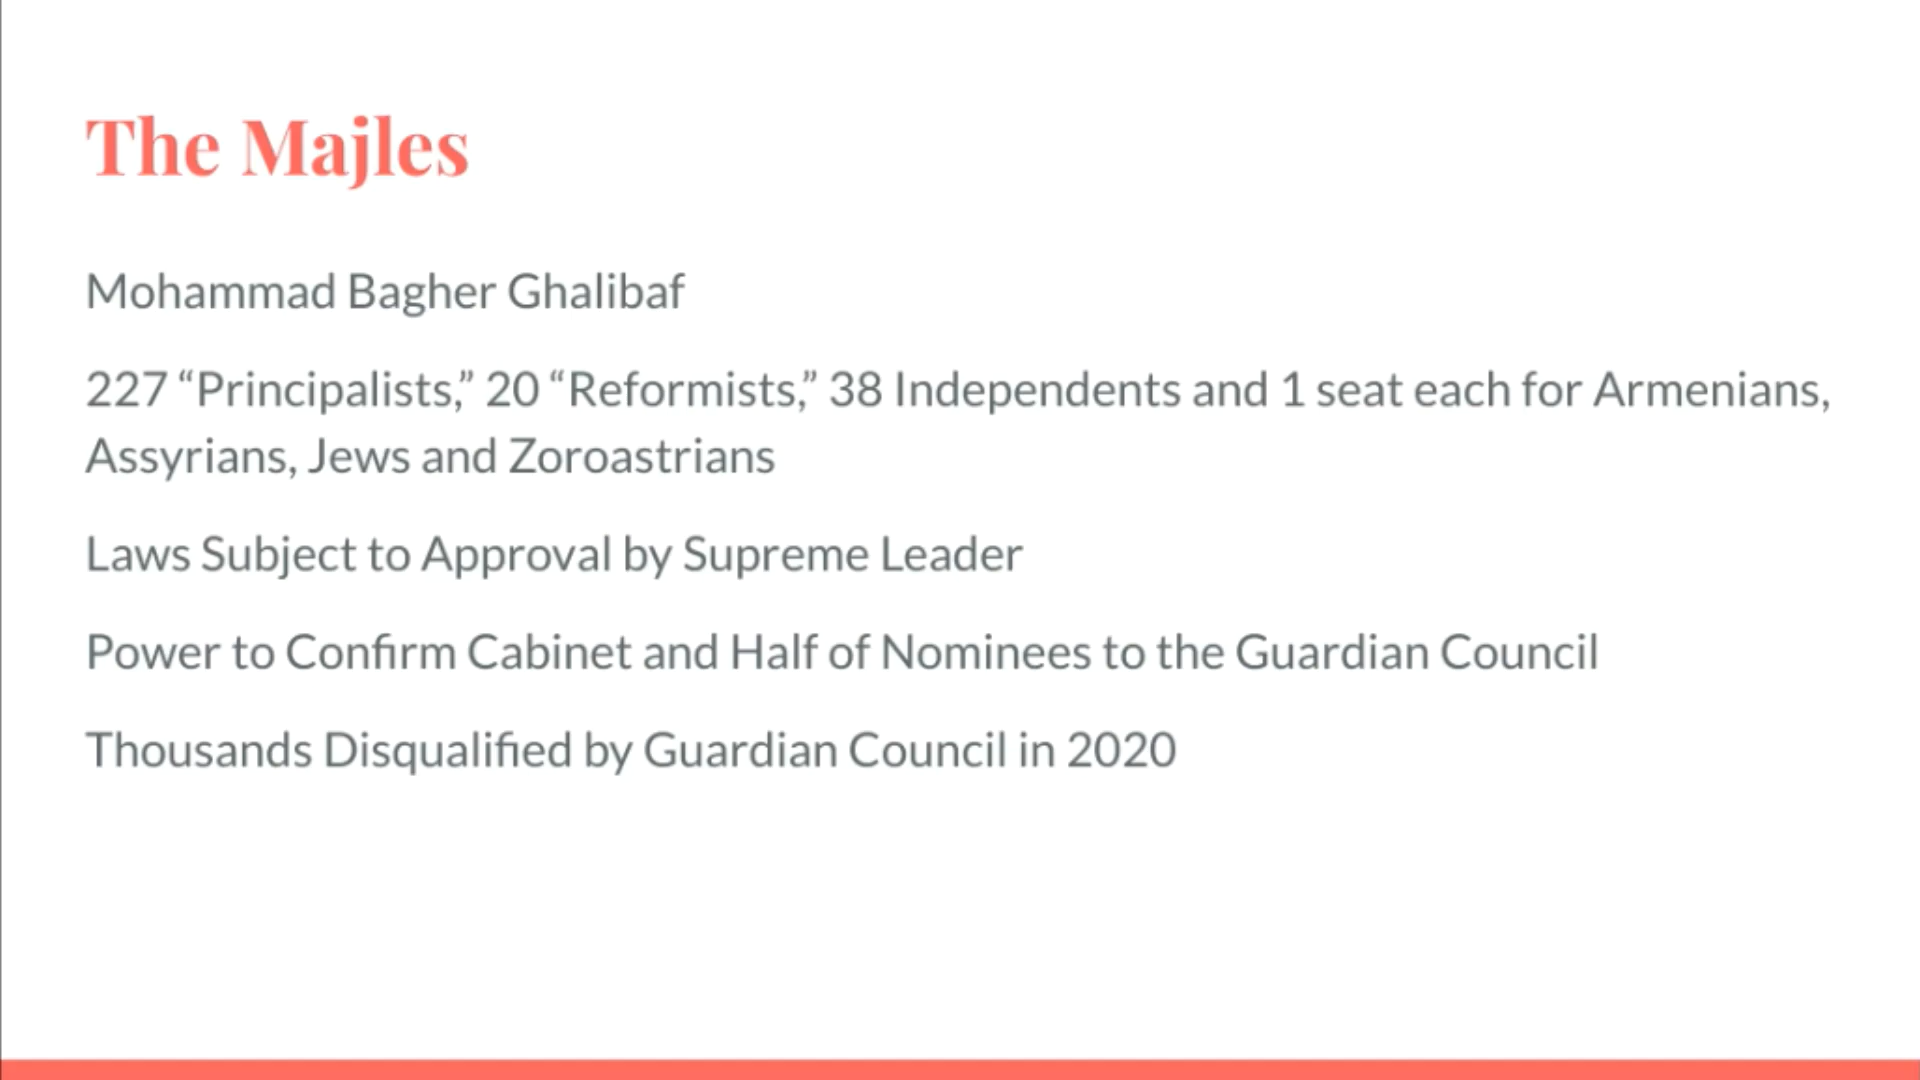 The Majles
Mohammad Bagher Ghalibaf
227 “Principalists,” 20 “Reformists,” 38 Independents and 1 seat each for Armenians,
Assyrians, Jews and Zoroastrians
Laws Subject to Approval by Supreme Leader
Power to Confirm Cabinet and Half of Nominees to the Guardian Council
Thousands Disqualified by Guardian Council in 2020